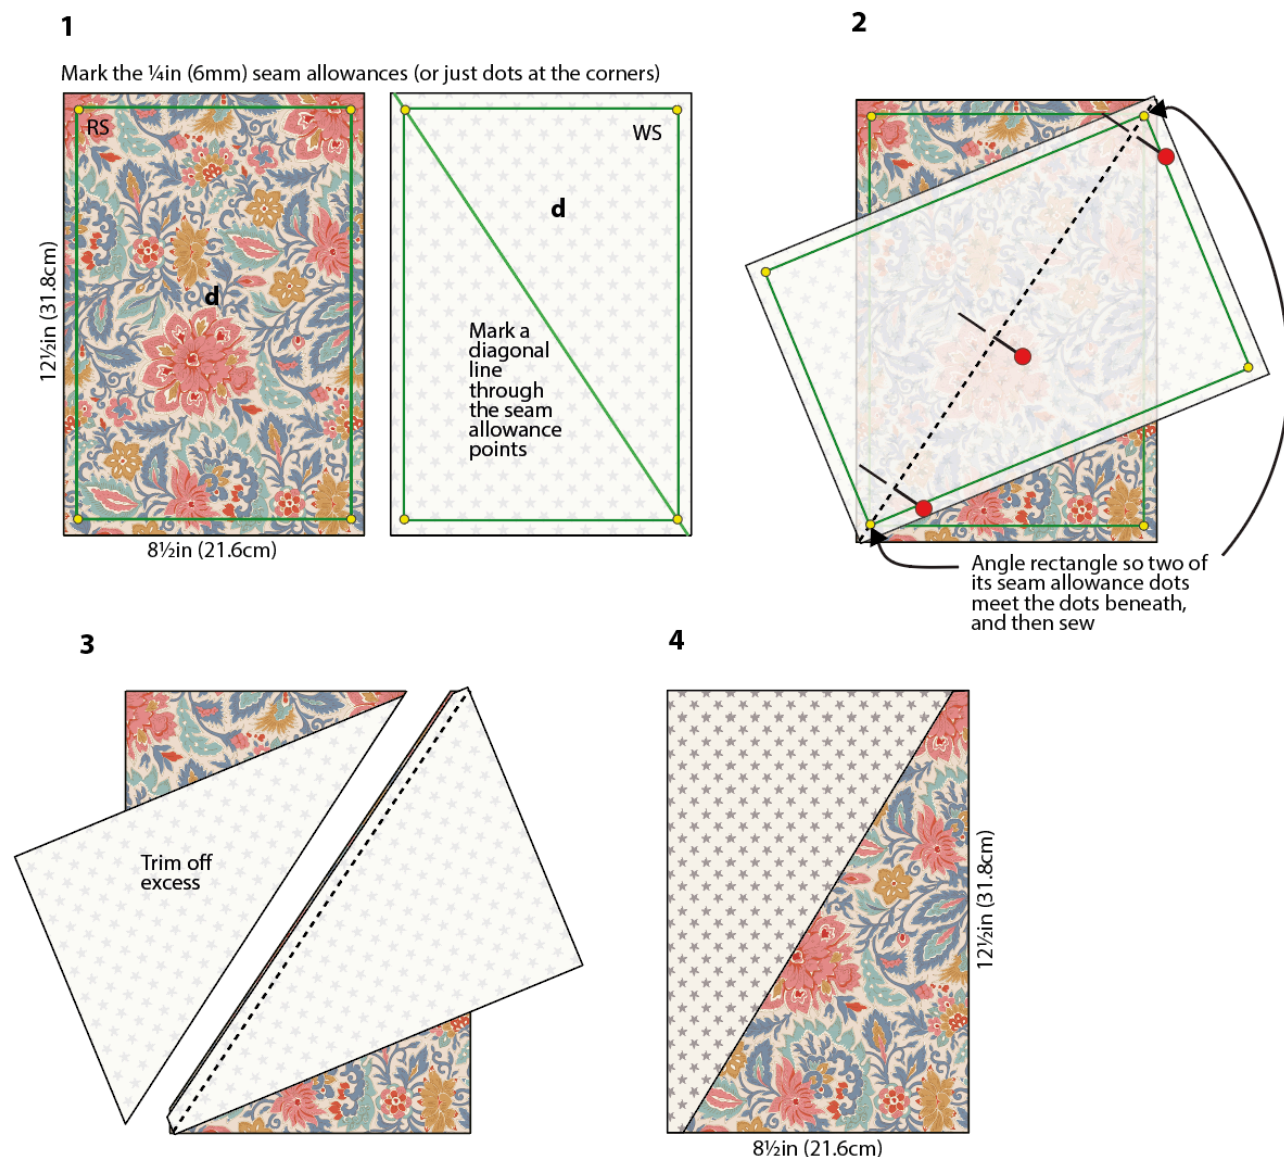 1
Mark the ¼in (6mm) seam allowances (or just dots at the corners)
RS
d
12½in (31.8cm)
8½in (21.6cm)
WS
d
Mark a
diagonal
line
through
the seam
allowance
points
2
Angle rectangle so two of
its seam allowance dots
meet the dots beneath,
and then sew
3
Trim off
excess
4
12½in (31.8cm)
8½in (21.6cm)